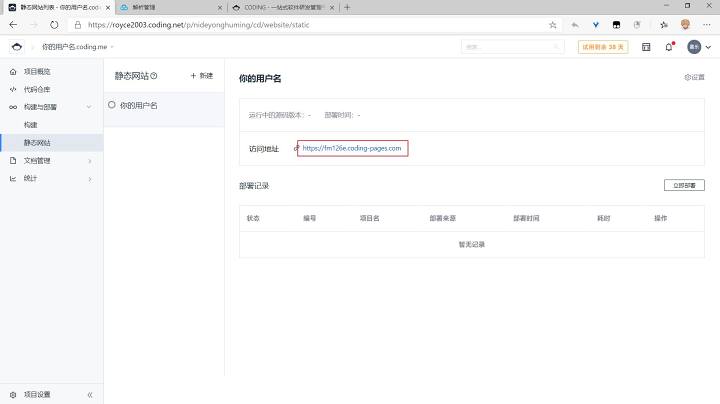 静态网站列表 - 你的用户名.codin
解析管理
CODING - 一站式软件研发管理平
https://royce2003.coding.net/p/nideyonghuming/cd/website/static
你的用户名.coding.me
搜索...
试用剩余 38 天
项目概览
代码仓库
构建与部署
构建
静态网站
文档管理
统计
项目设置
静态网站
新建
你的用户名
你的用户名
设置
运行中的源码版本：- 部署时间：-
访问地址 https://fm126e.coding-pages.com
部署记录
立即部署
状态 编号 项目名 部署来源 部署时间 耗时 操作
暂无记录